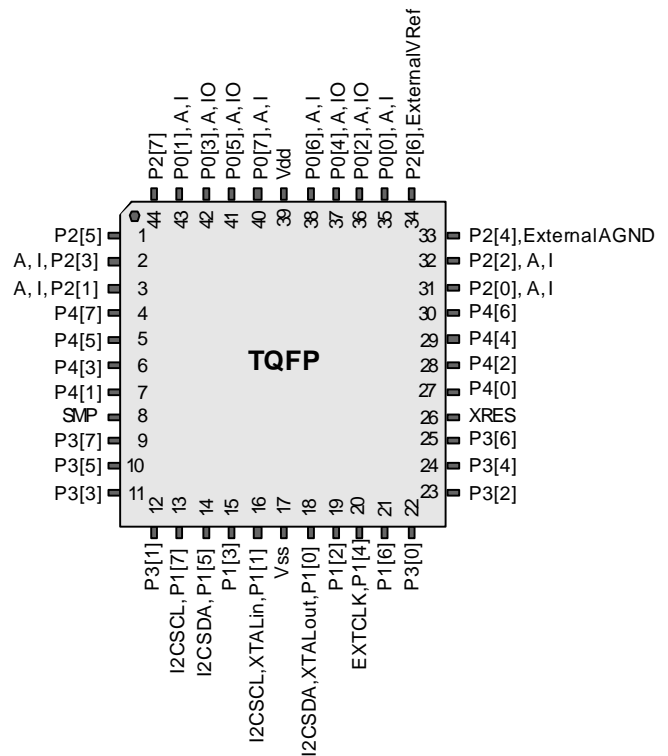 P2[7]
P0[1], A, I
P0[3], A, IO
P0[5], A, IO
P0[7], A, I
Vdd
P0[6], A, I
P0[4], A, IO
P0[2], A, IO
P0[0], A, I
P2[6], ExternalVRef
44
43
42
41
40
39
38
37
36
35
34
P2[5]
A, I, P2[3]
A, I, P2[1]
P4[7]
P4[5]
P4[3]
P4[1]
SMP
P3[7]
P3[5]
P3[3]
1
2
3
4
5
6
7
8
9
10
11
TQFP
33
32
31
30
29
28
27
26
25
24
23
P2[4], ExternalAGND
P2[2], A, I
P2[0], A, I
P4[6]
P4[4]
P4[2]
P4[0]
XRES
P3[6]
P3[4]
P3[2]
12
13
14
15
16
17
18
19
20
21
22
P3[1]
I2CSCL, P1[7]
I2CSDA, P1[5]
P1[3]
I2CSCL, XTALin, P1[1]
Vss
I2CSDA, XTALout, P1[0]
P1[2]
EXTCLK, P1[4]
P1[6]
P3[0]